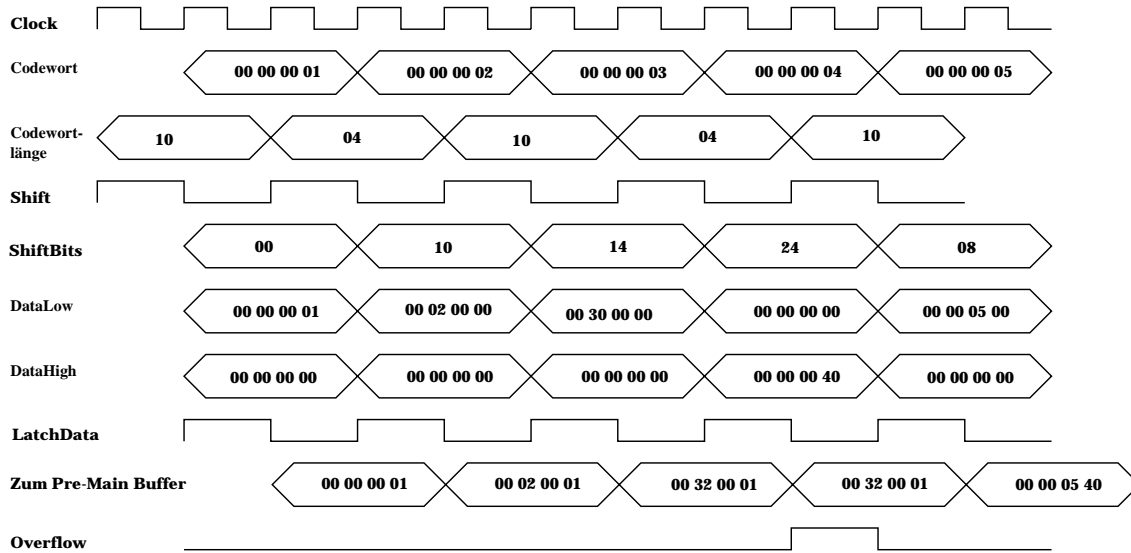 Clock
Codewort 00 00 00 01 00 00 00 02 00 00 00 03 00 00 00 04 00 00 00 05
Codewort-
länge 10 04 10 04 10
Shift
ShiftBits 00 10 14 24 08
DataLow 00 00 00 01 00 02 00 00 00 30 00 00 00 00 00 00 00 00 05 00
DataHigh 00 00 00 00 00 00 00 00 00 00 00 00 00 00 00 40 00 00 00 00
LatchData
Zum Pre-Main Buffer 00 00 00 01 00 02 00 01 00 32 00 01 00 32 00 01 00 00 05 40
Overflow